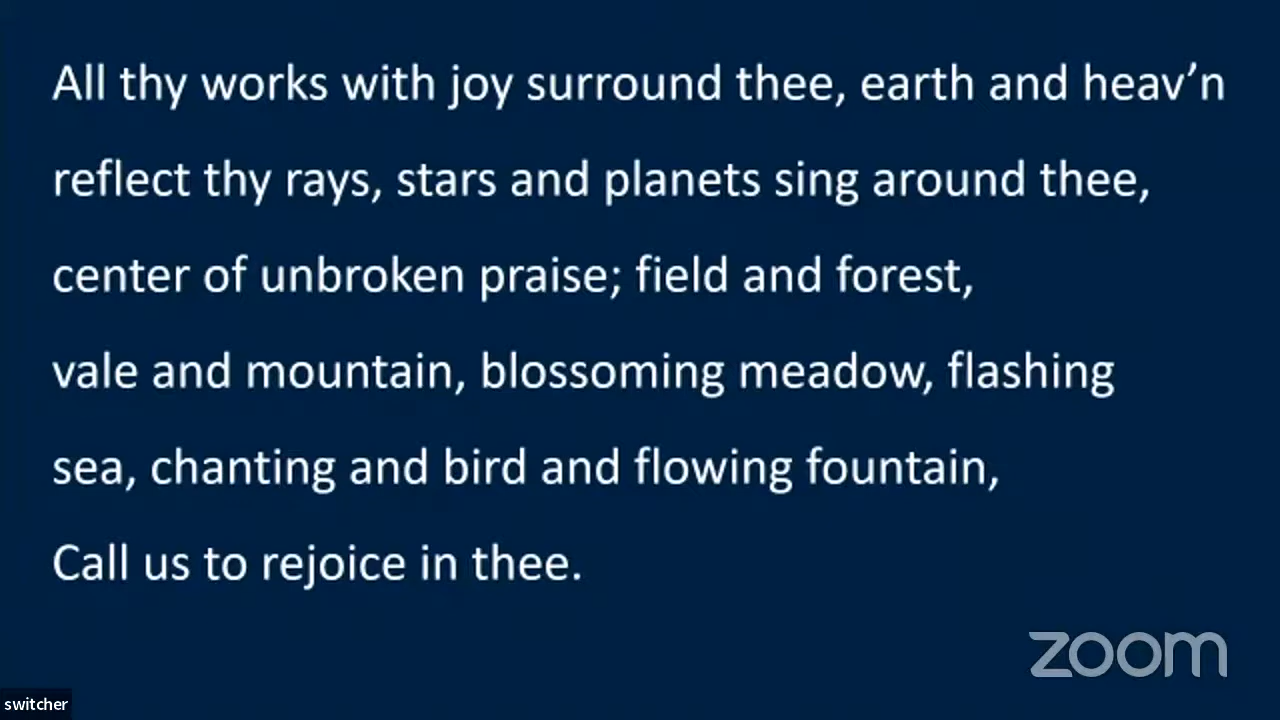 All thy works with joy surround thee, earth and heav’n
reflect thy rays, stars and planets sing around thee,
center of unbroken praise; field and forest,
vale and mountain, blossoming meadow, flashing
sea, chanting and bird and flowing fountain,
Call us to rejoice in thee.
zoom
switcher